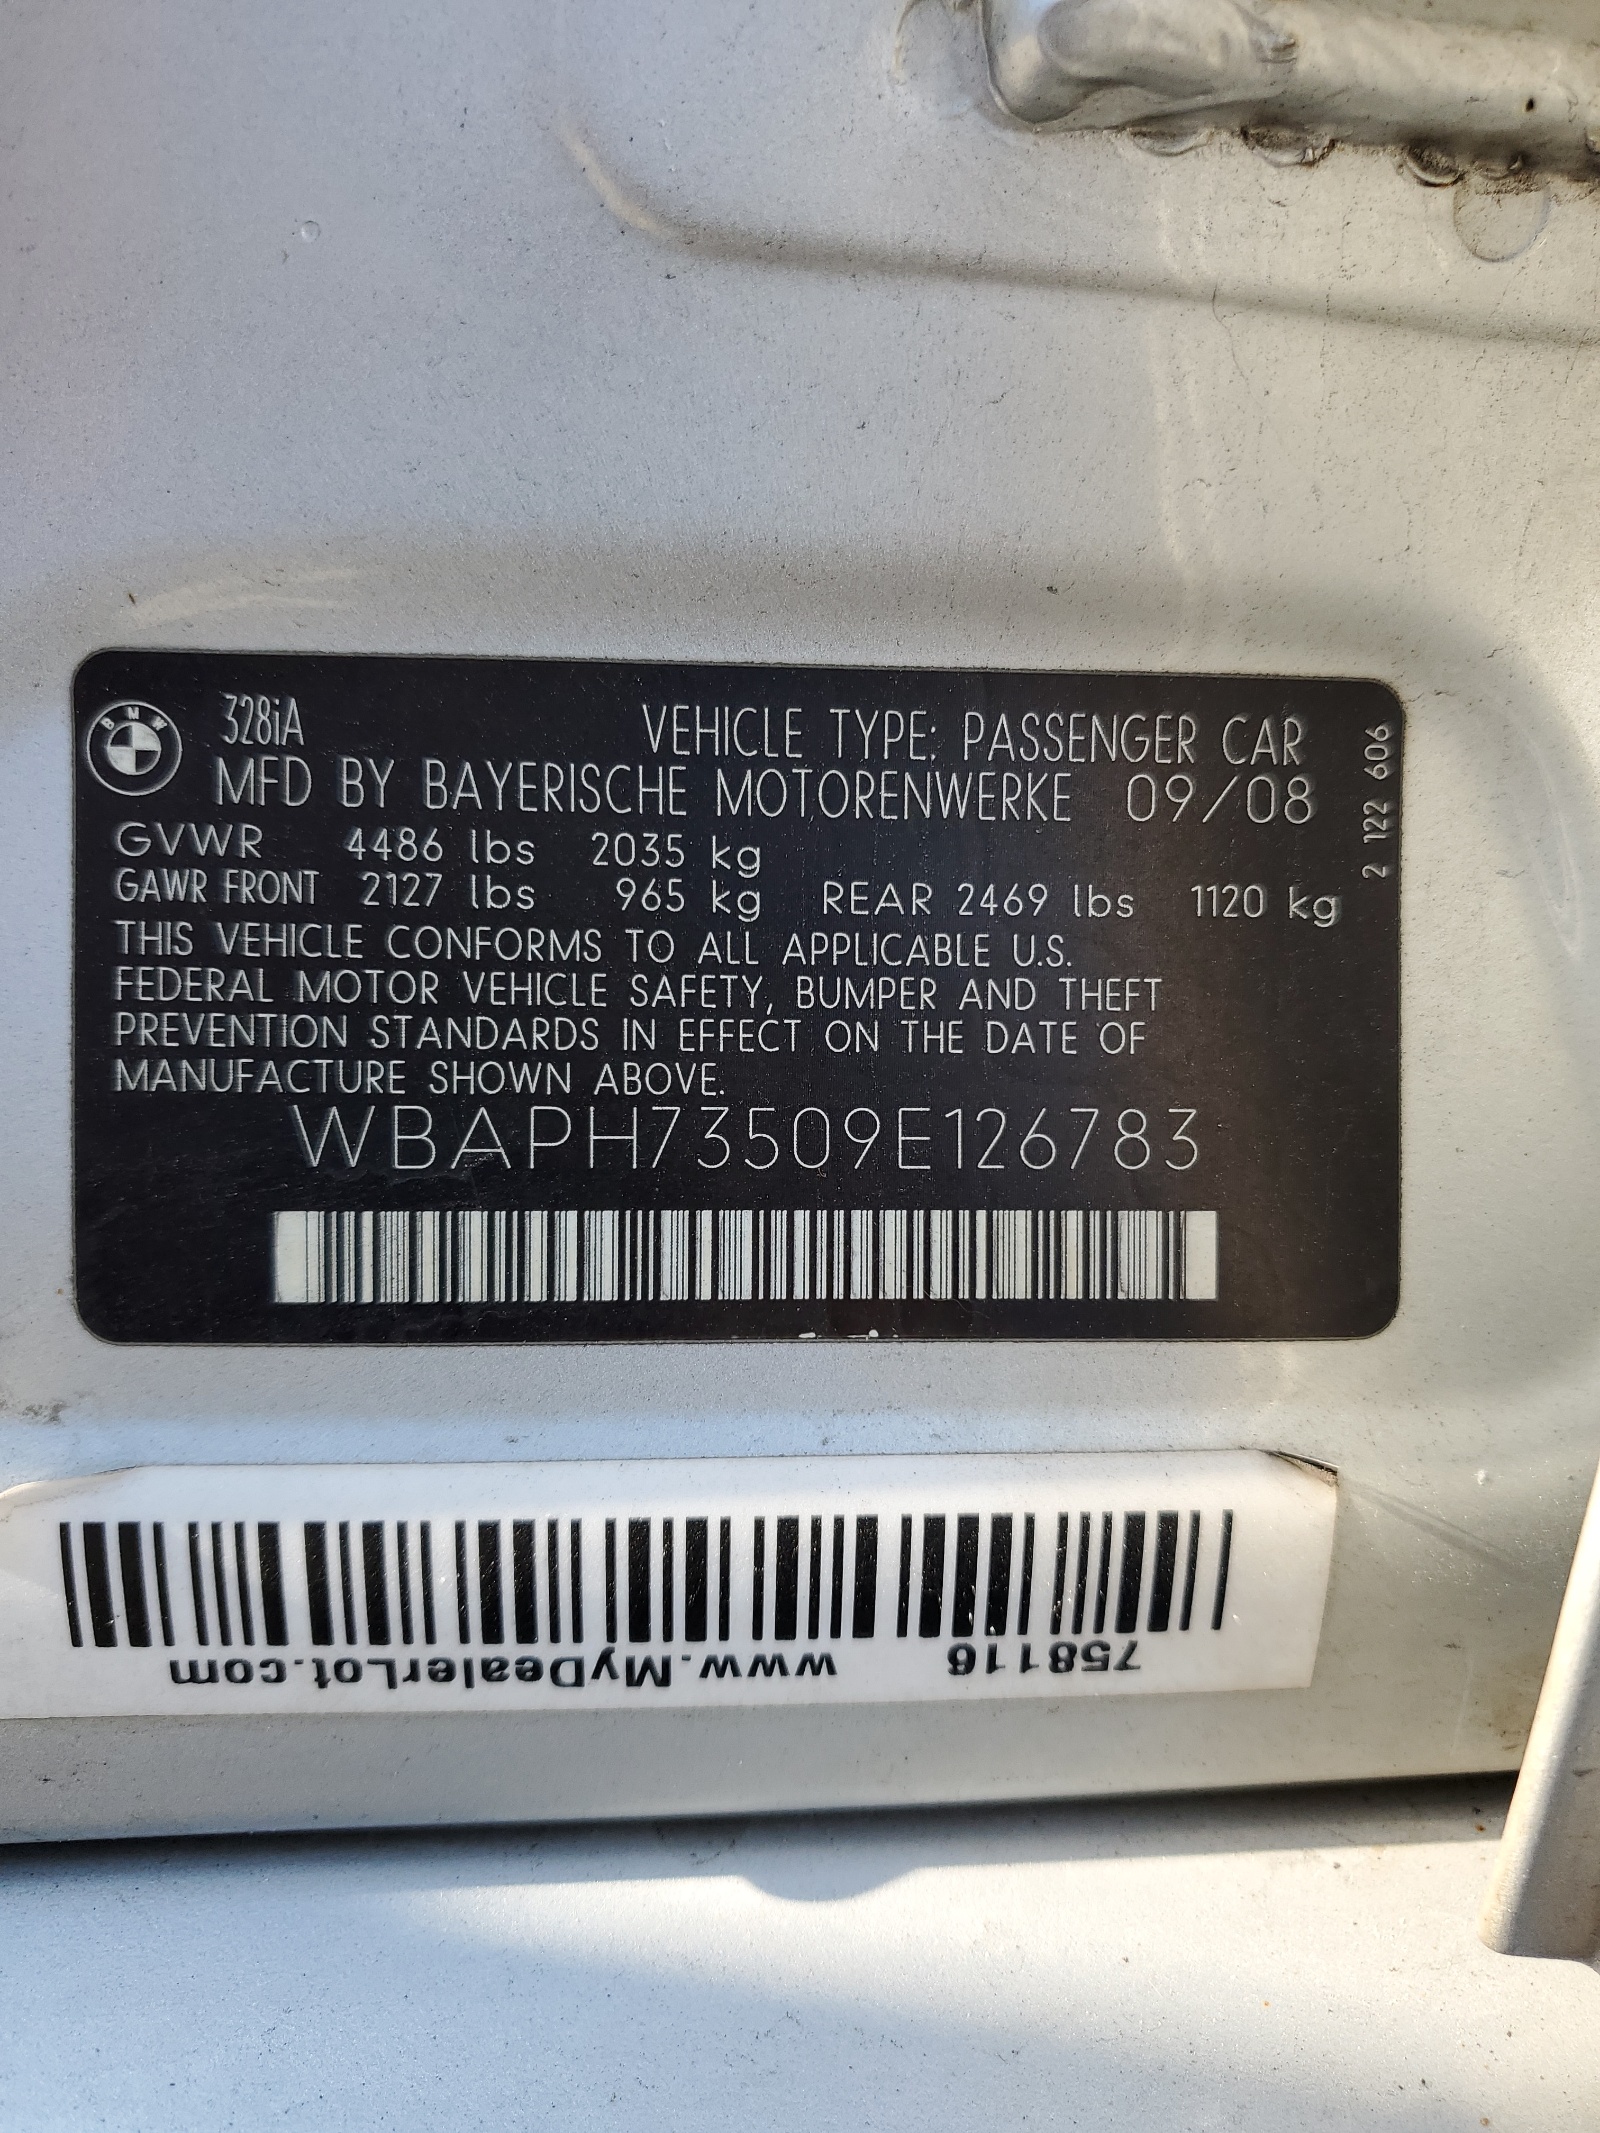 BMW
328iA VEHICLE TYPE: PASSENGER CAR
MFD BY BAYERISCHE MOTORENWERKE 09/08
GVWR 4486 lbs 2035 kg
GAWR FRONT 2127 lbs 965 kg REAR 2469 lbs 1120 kg
THIS VEHICLE CONFORMS TO ALL APPLICABLE U.S.
FEDERAL MOTOR VEHICLE SAFETY, BUMPER AND THEFT
PREVENTION STANDARDS IN EFFECT ON THE DATE OF
MANUFACTURE SHOWN ABOVE.
WBAPH73509E126783
2 122 606
758116 www.MyDealerLot.com